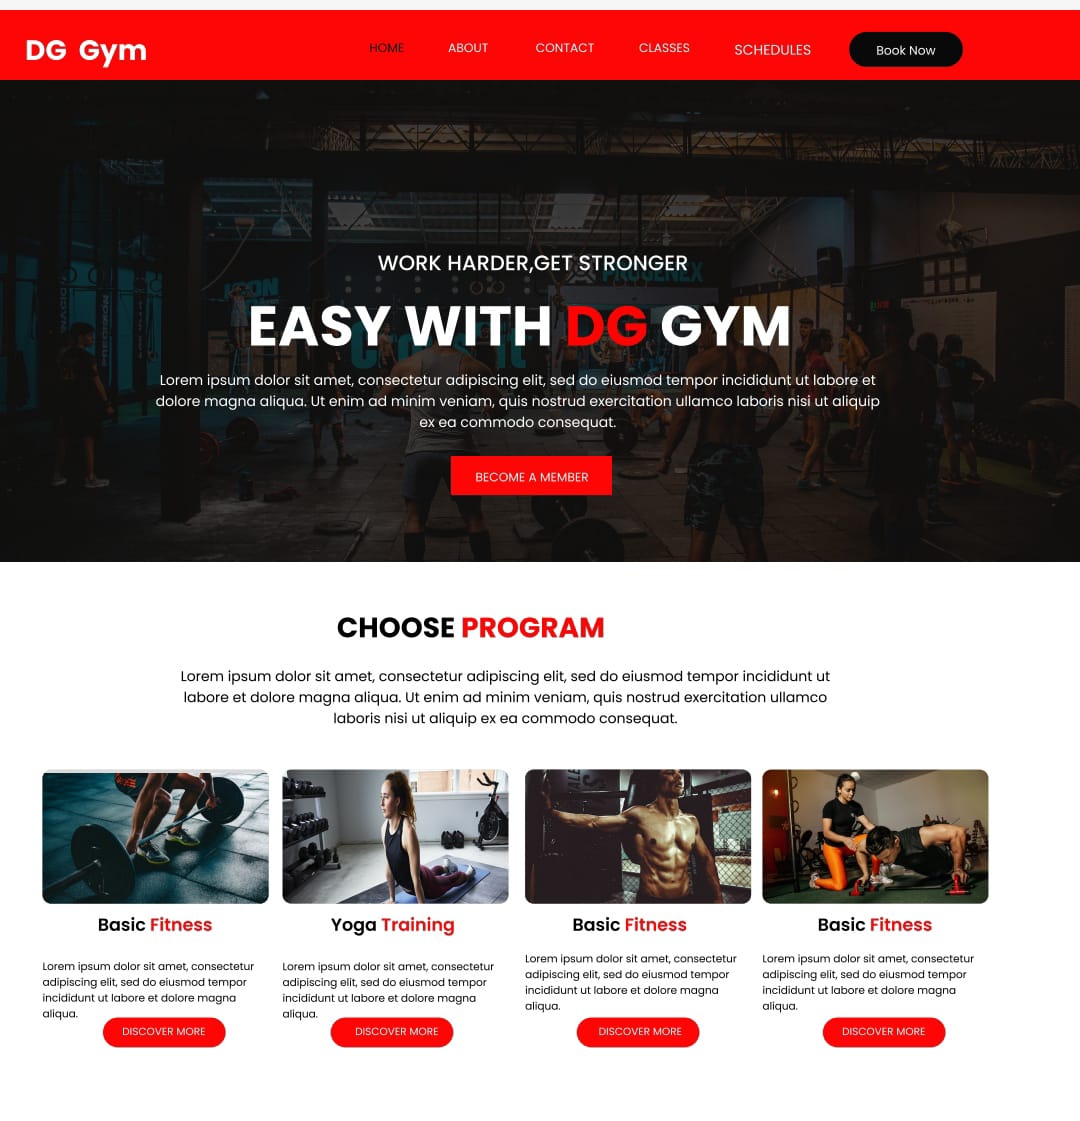 DG Gym
HOME ABOUT CONTACT CLASSES SCHEDULES Book Now
WORK HARDER,GET STRONGER
EASY WITH DG GYM
Lorem ipsum dolor sit amet, consectetur adipiscing elit, sed do eiusmod tempor incididunt ut labore et
dolore magna aliqua. Ut enim ad minim veniam, quis nostrud exercitation ullamco laboris nisi ut aliquip
ex ea commodo consequat.
BECOME A MEMBER
CHOOSE PROGRAM
Lorem ipsum dolor sit amet, consectetur adipiscing elit, sed do eiusmod tempor incididunt ut
labore et dolore magna aliqua. Ut enim ad minim veniam, quis nostrud exercitation ullamco
laboris nisi ut aliquip ex ea commodo consequat.
Basic Fitness
Lorem ipsum dolor sit amet, consectetur
adipiscing elit, sed do eiusmod tempor
incididunt ut labore et dolore magna
aliqua.
DISCOVER MORE
Yoga Training
Lorem ipsum dolor sit amet, consectetur
adipiscing elit, sed do eiusmod tempor
incididunt ut labore et dolore magna
aliqua.
DISCOVER MORE
Basic Fitness
Lorem ipsum dolor sit amet, consectetur
adipiscing elit, sed do eiusmod tempor
incididunt ut labore et dolore magna
aliqua.
DISCOVER MORE
Basic Fitness
Lorem ipsum dolor sit amet, consectetur
adipiscing elit, sed do eiusmod tempor
incididunt ut labore et dolore magna
aliqua.
DISCOVER MORE